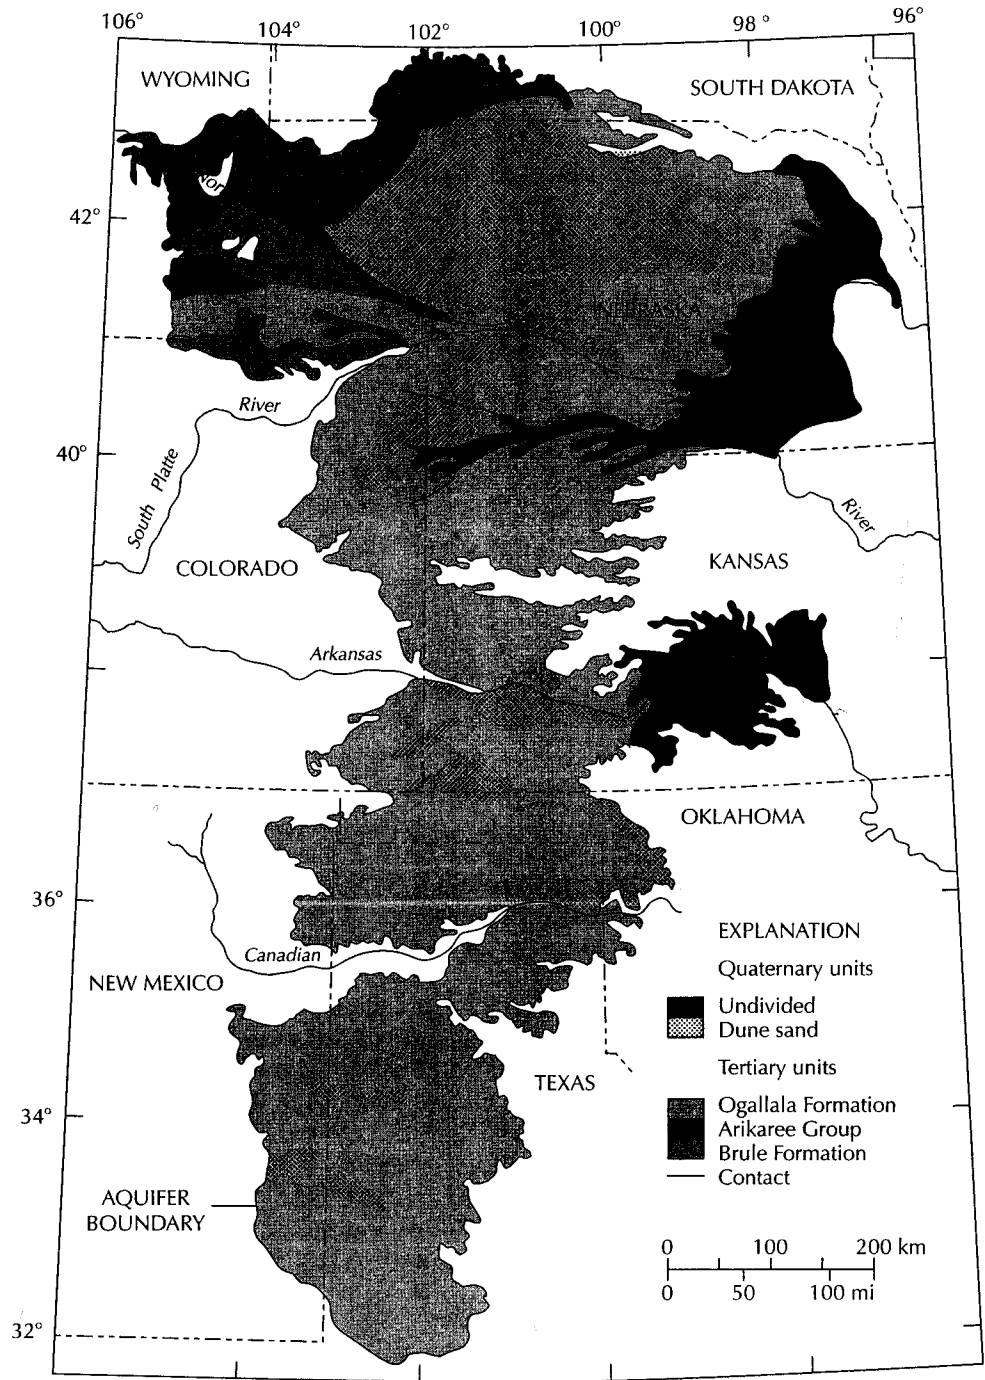 106°
104°
102°
100°
98°
96°
WYOMING
SOUTH DAKOTA
Nor
42°
NEBRASKA
River
South Platte
40°
River
COLORADO
KANSAS
Arkansas
OKLAHOMA
36°
Canadian
NEW MEXICO
EXPLANATION
Quaternary units
Undivided
Dune sand
Tertiary units
TEXAS
Ogallala Formation
Arikaree Group
Brule Formation
Contact
34°
AQUIFER
BOUNDARY
0 100 200 km
0 50 100 mi
32°